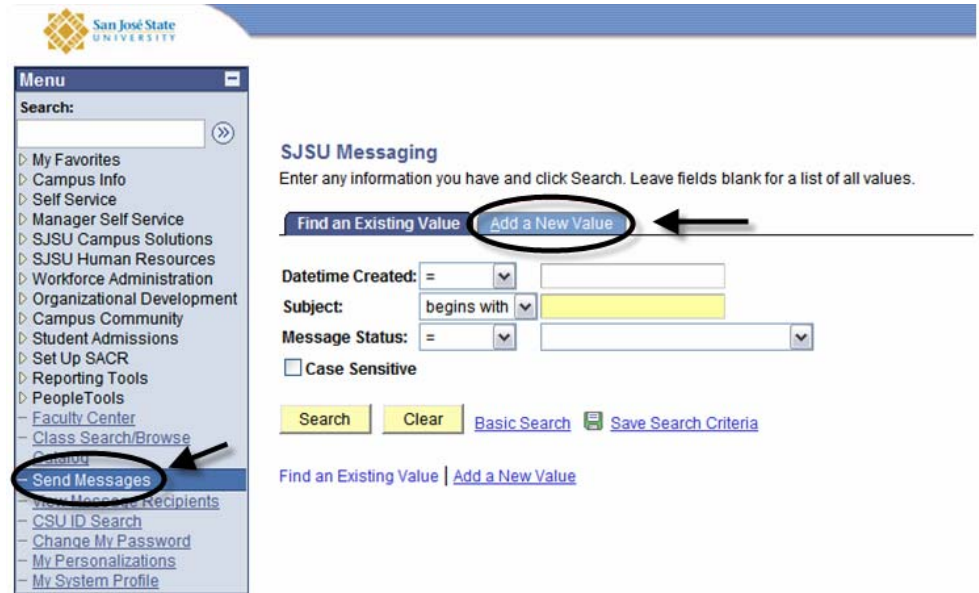 San José State
UNIVERSITY
Menu
Search:
My Favorites
Campus Info
Self Service
Manager Self Service
SJSU Campus Solutions
SJSU Human Resources
Workforce Administration
Organizational Development
Campus Community
Student Admissions
Set Up SACR
Reporting Tools
PeopleTools
– Faculty Center
– Class Search/Browse
Catalog
– Send Messages
– View Message Recipients
– CSU ID Search
– Change My Password
– My Personalizations
– My System Profile
SJSU Messaging
Enter any information you have and click Search. Leave fields blank for a list of all values.
Find an Existing Value Add a New Value
Datetime Created: =
Subject: begins with
Message Status: =
Case Sensitive
Search Clear Basic Search Save Search Criteria
Find an Existing Value | Add a New Value